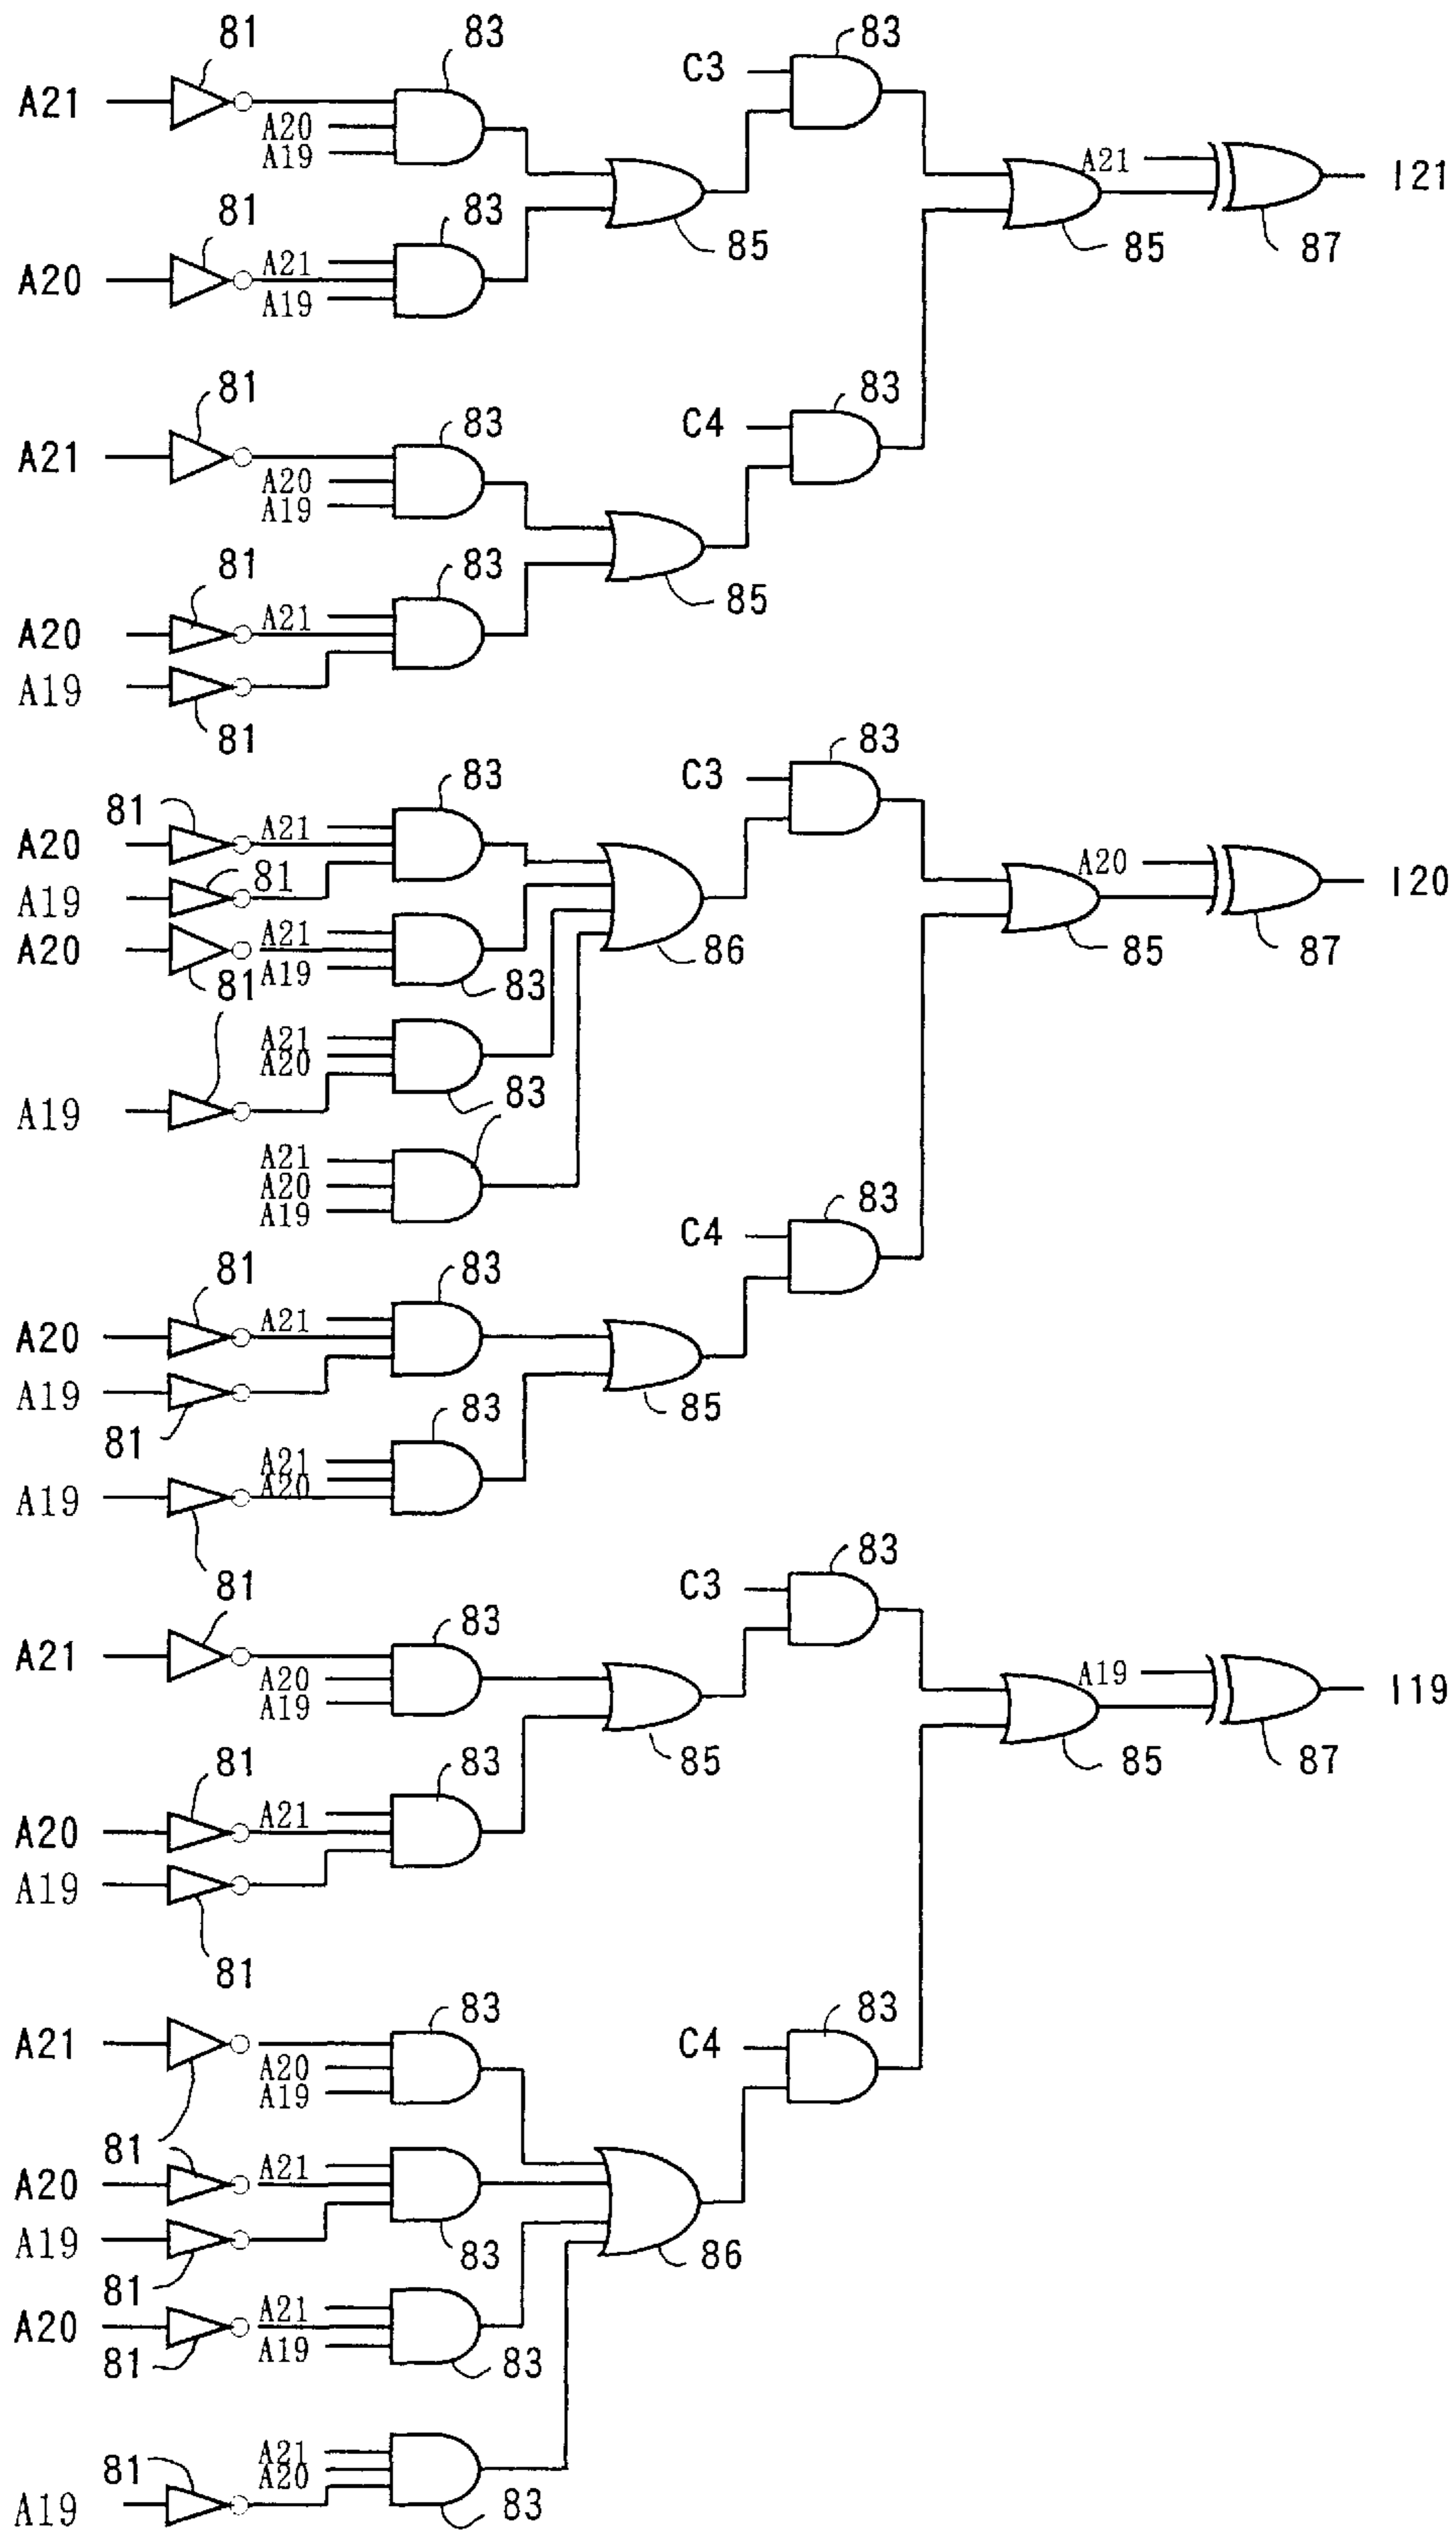 81 83 C3 83
A21 A20 A19 A21 I21
81 83 85 85 87
A20 A21 A19
81 83 C4 83
A21 A20 A19
81 83 85
A20 A21
A19
81
83 C3 83
81 A21 A20
A20 I20
A19 81
A20 A21 A19 86 85 87
81 83
A21
A20
A19 83
A21
A20
A19
C4 83
81 83
A20 A21
A19 85
81 83
A21
A19 A20
81 C3 83
A21 83 A19 I19
A20
A19
81 83 85 85 87
A20 A21
A19
81
83 C4 83
A21 A20
A19
81 A21
A20
A19 83 86
81
A20 A21
81 A19 83
81 A21
A20
A19 83